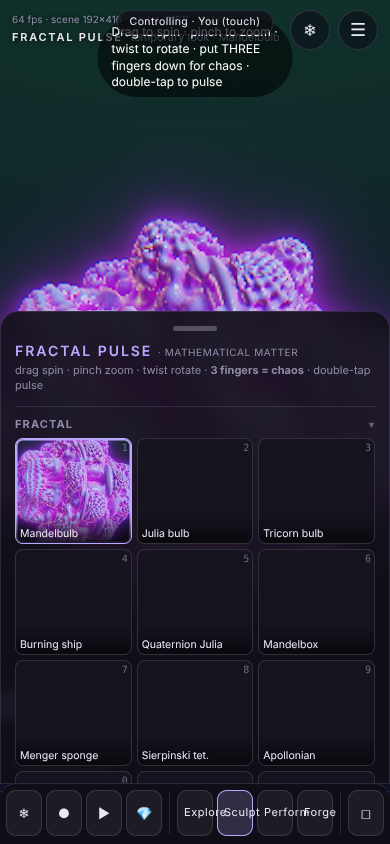 64 fps · scene 192×416
Controlling · You (touch)
FRACTAL PULSE
Drag to spin · pinch to zoom ·
twist to rotate · put THREE
fingers down for chaos ·
double-tap to pulse
FRACTAL PULSE · MATHEMATICAL MATTER
drag spin · pinch zoom · twist rotate · 3 fingers = chaos · double-tap
pulse
FRACTAL
1 2 3
Mandelbulb Julia bulb Tricorn bulb
4 5 6
Burning ship Quaternion Julia Mandelbox
7 8 9
Menger sponge Sierpinski tet. Apollonian
0
Explore Sculpt Perform Forge